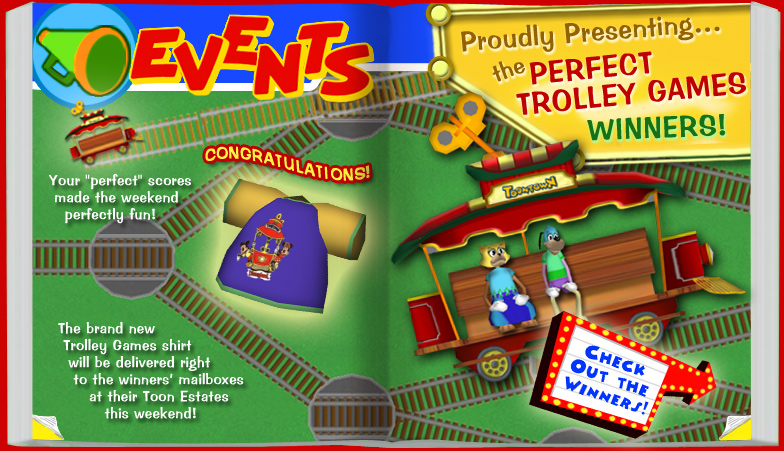 EVENTS
Your "perfect" scores
made the weekend
perfectly fun!
CONGRATULATIONS!
The brand new
Trolley Games shirt
will be delivered right
to the winners' mailboxes
at their Toon Estates
this weekend!
Proudly Presenting...
the PERFECT
TROLLEY GAMES
WINNERS!
TOONTOWN
CHECK
OUT THE
WINNERS!